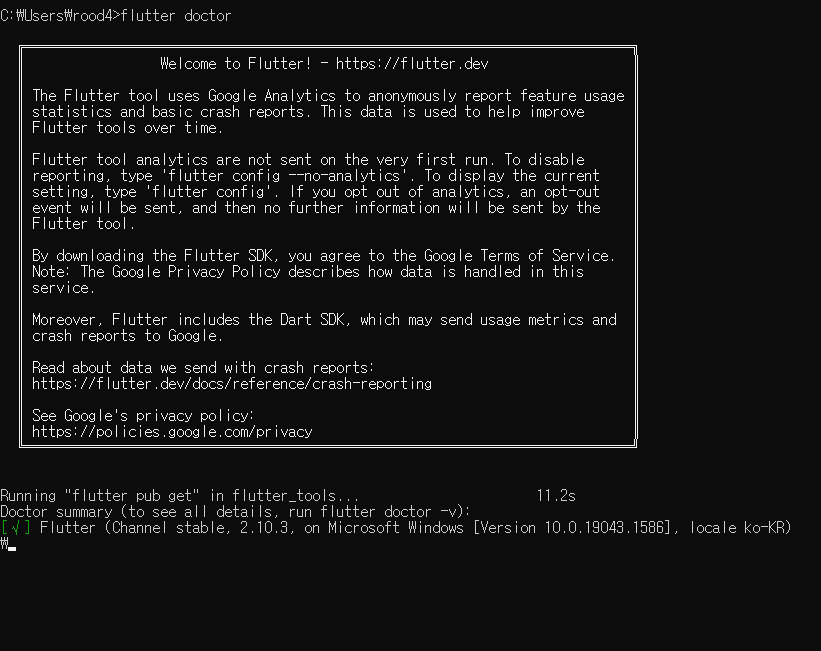 C:₩Users₩rood4>flutter doctor
Welcome to Flutter! - https://flutter.dev
The Flutter tool uses Google Analytics to anonymously report feature usage
statistics and basic crash reports. This data is used to help improve
Flutter tools over time.
Flutter tool analytics are not sent on the very first run. To disable
reporting, type 'flutter config --no-analytics'. To display the current
setting, type 'flutter config'. If you opt out of analytics, an opt-out
event will be sent, and then no further information will be sent by the
Flutter tool.
By downloading the Flutter SDK, you agree to the Google Terms of Service.
Note: The Google Privacy Policy describes how data is handled in this
service.
Moreover, Flutter includes the Dart SDK, which may send usage metrics and
crash reports to Google.
Read about data we send with crash reports:
https://flutter.dev/docs/reference/crash-reporting
See Google's privacy policy:
https://policies.google.com/privacy
Running "flutter pub get" in flutter_tools... 11.2s
Doctor summary (to see all details, run flutter doctor -v):
[√] Flutter (Channel stable, 2.10.3, on Microsoft Windows [Version 10.0.19043.1586], locale ko-KR)
₩